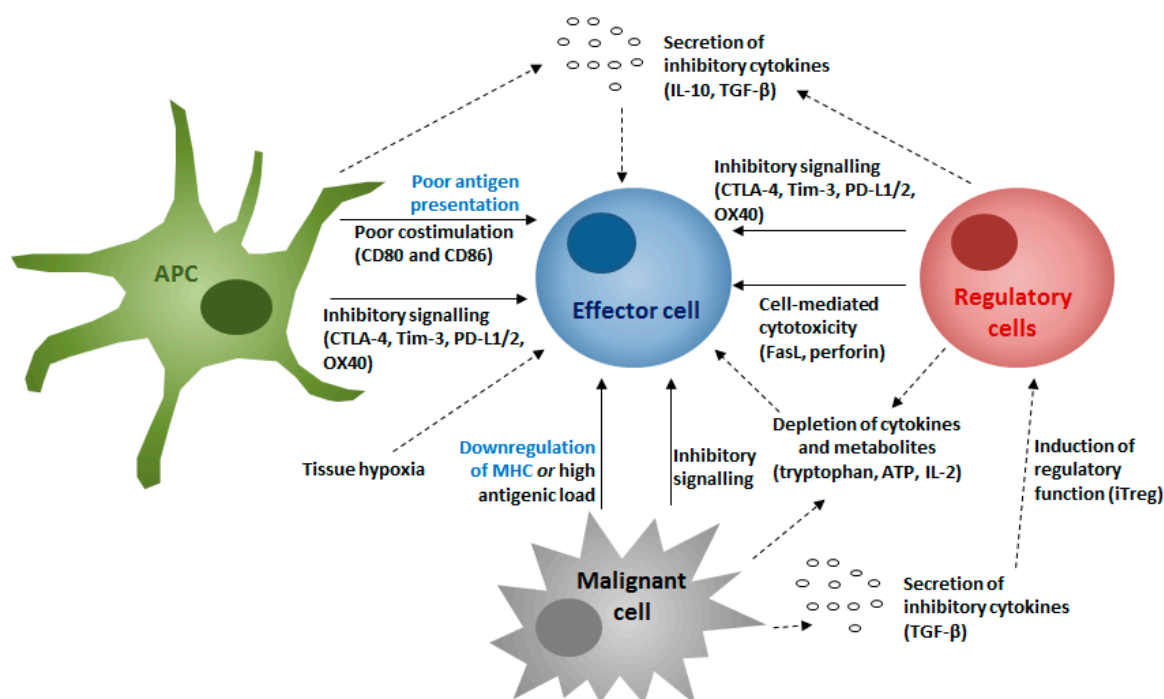 Secretion of
inhibitory cytokines
(IL-10, TGF-β)
Poor antigen
presentation
Poor costimulation
(CD80 and CD86)
Inhibitory signalling
(CTLA-4, Tim-3, PD-L1/2,
OX40)
APC
Effector cell
Regulatory
cells
Inhibitory signalling
(CTLA-4, Tim-3, PD-L1/2,
OX40)
Cell-mediated
cytotoxicity
(FasL, perforin)
Tissue hypoxia
Downregulation
of MHC or high
antigenic load
Inhibitory
signalling
Depletion of cytokines
and metabolites
(tryptophan, ATP, IL-2)
Induction of
regulatory
function (iTreg)
Malignant
cell
Secretion of
inhibitory cytokines
(TGF-β)